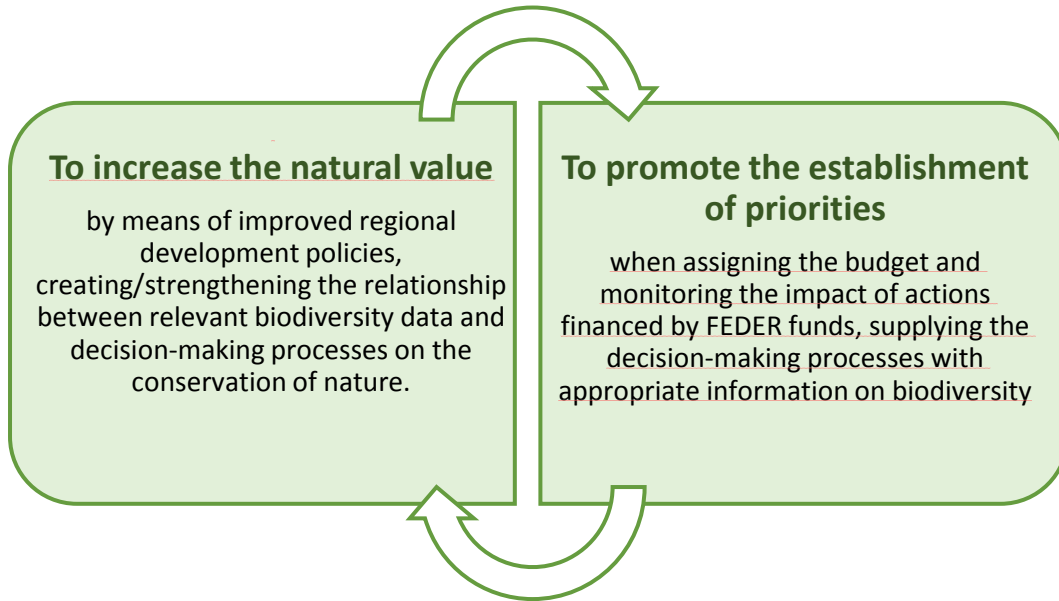 To increase the natural value
by means of improved regional
development policies,
creating/strengthening the relationship
between relevant biodiversity data and
decision-making processes on the
conservation of nature.
To promote the establishment
of priorities
when assigning the budget and
monitoring the impact of actions
financed by FEDER funds, supplying the
decision-making processes with
appropriate information on biodiversity